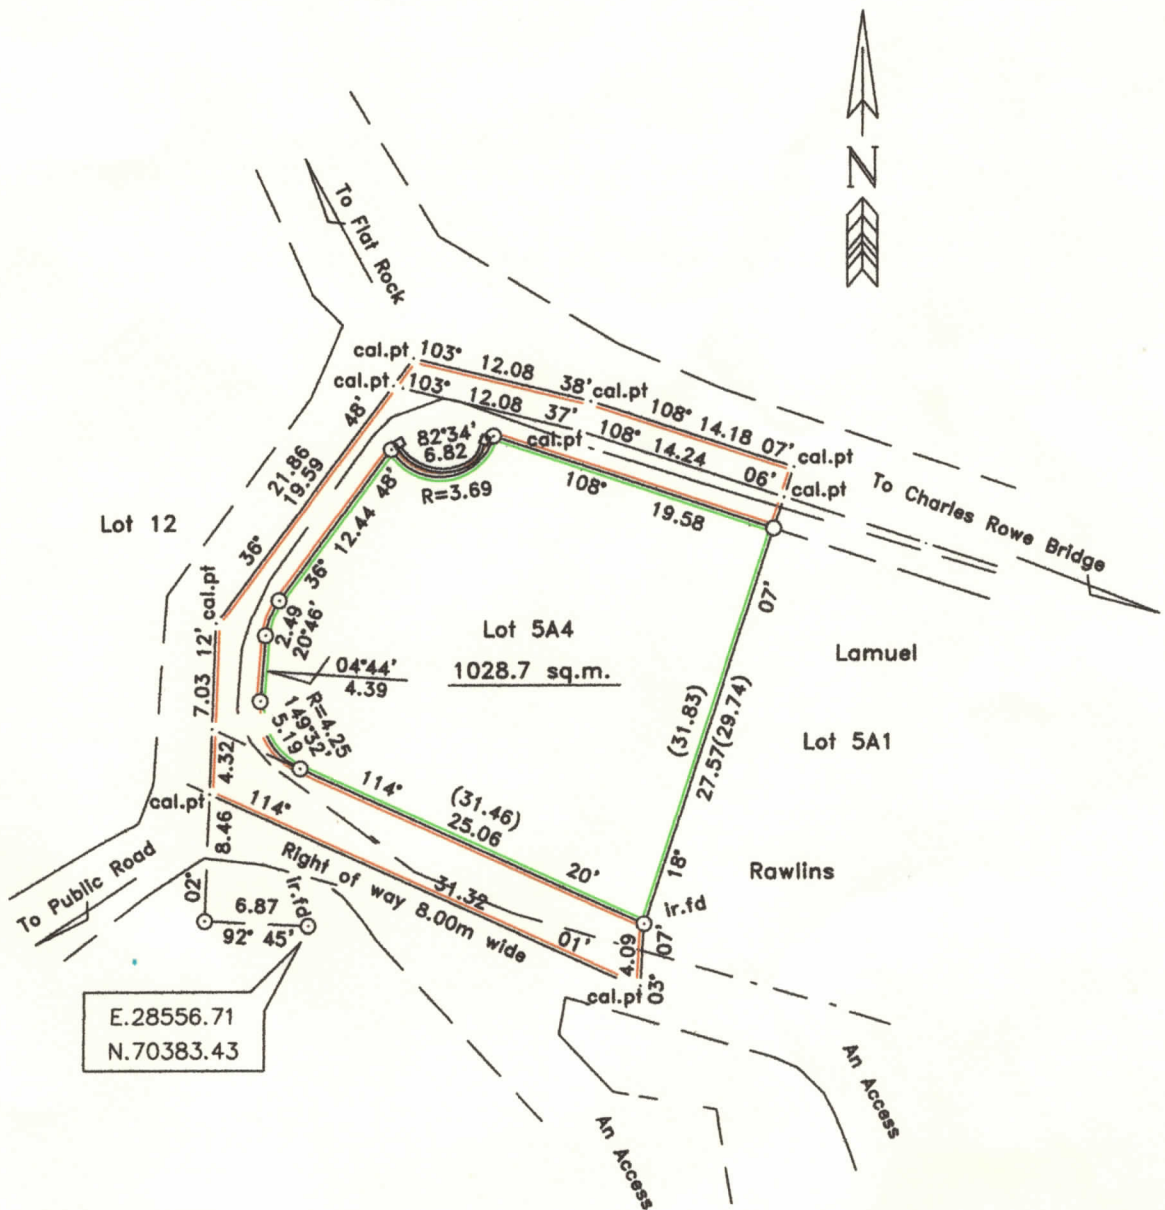 N
To Flat Rock
cal.pt
103°
12.08
38'
cal.pt
cal.pt
103°
12.08
37'
108°
14.18
07'
cal.pt
48'
82°34'
6.82
cal.pt
108°
14.24
06'
cal.pt
R=3.69
To Charles Rowe Bridge
21.86
19.59
48'
108°
19.58
Lot 12
36°
12.44
36°
07'
cal.pt
2.49
20°46'
Lot 5A4
1028.7 sq.m.
Lamuel
12'
7.03
04°44'
4.39
(31.83)
27.57(29.74)
Lot 5A1
R=4.25
149°32'
5.19
4.32
cal.pt
114°
114°
(31.46)
25.06
20'
18°
Rawlins
8.46
Right of way 8.00m wide
31.32
01'
ir.fd
To Public Road
02°
6.87
92° 45'
ir.fd
4.09
07'
03°
cal.pt
E.28556.71
N.70383.43
An Access
An Access